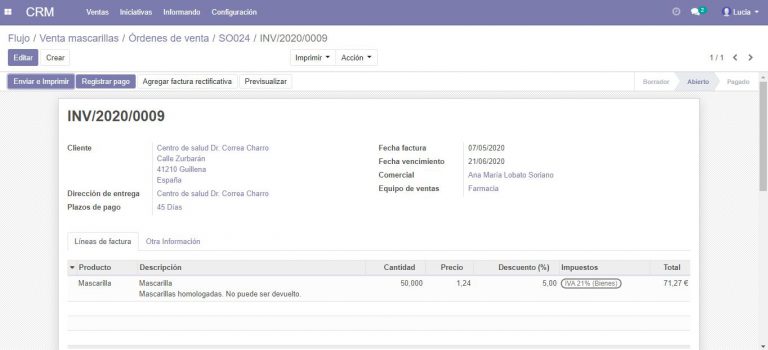 CRM Ventas Iniciativas Informando Configuración 2 Lucía
Flujo / Venta mascarillas / Órdenes de venta / SO024 / INV/2020/0009
Editar Crear Imprimir Acción 1 / 1
Enviar e Imprimir Registrar pago Agregar factura rectificativa Previsualizar Borrador Abierto Pagado
INV/2020/0009
Cliente Centro de salud Dr. Correa Charro Fecha factura 07/05/2020
Calle Zurbarán Fecha vencimiento 21/06/2020
41210 Guillena Comercial Ana María Lobato Soriano
España Equipo de ventas Farmacia
Dirección de entrega Centro de salud Dr. Correa Charro
Plazos de pago 45 Días
Líneas de factura Otra Información
Producto Descripción Cantidad Precio Descuento (%) Impuestos Total
Mascarilla Mascarilla 50,000 1,24 5,00 IVA 21% (Bienes) 71,27 €
Mascarillas homologadas. No puede ser devuelto.